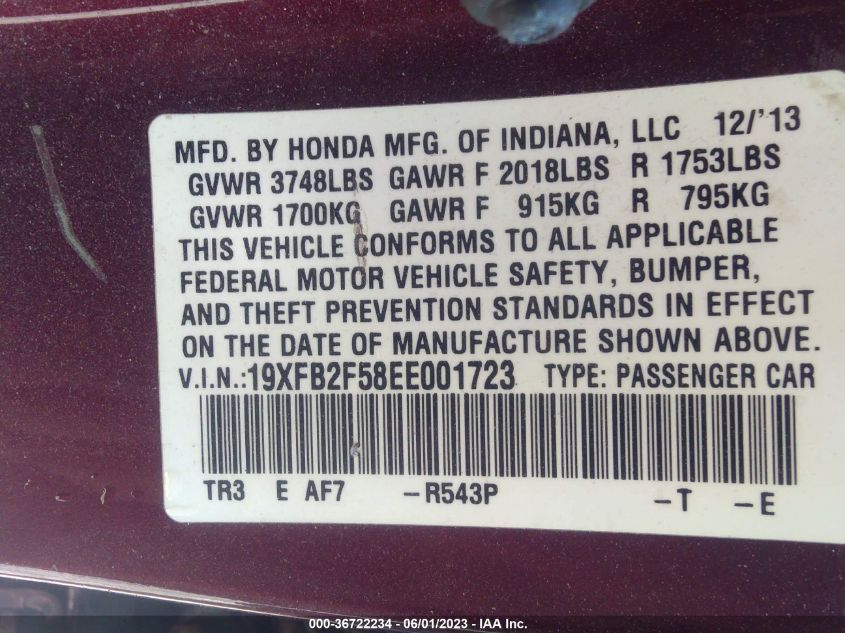 MFD. BY HONDA MFG. OF INDIANA, LLC 12/'13
GVWR 3748LBS GAWR F 2018LBS R 1753LBS
GVWR 1700KG GAWR F 915KG R 795KG
THIS VEHICLE CONFORMS TO ALL APPLICABLE
FEDERAL MOTOR VEHICLE SAFETY, BUMPER,
AND THEFT PREVENTION STANDARDS IN EFFECT
ON THE DATE OF MANUFACTURE SHOWN ABOVE.
V.I.N.:19XFB2F58EE001723 TYPE: PASSENGER CAR
TR3 E AF7 -R543P -T -E
000-36722234 - 06/01/2023 - IAA Inc.